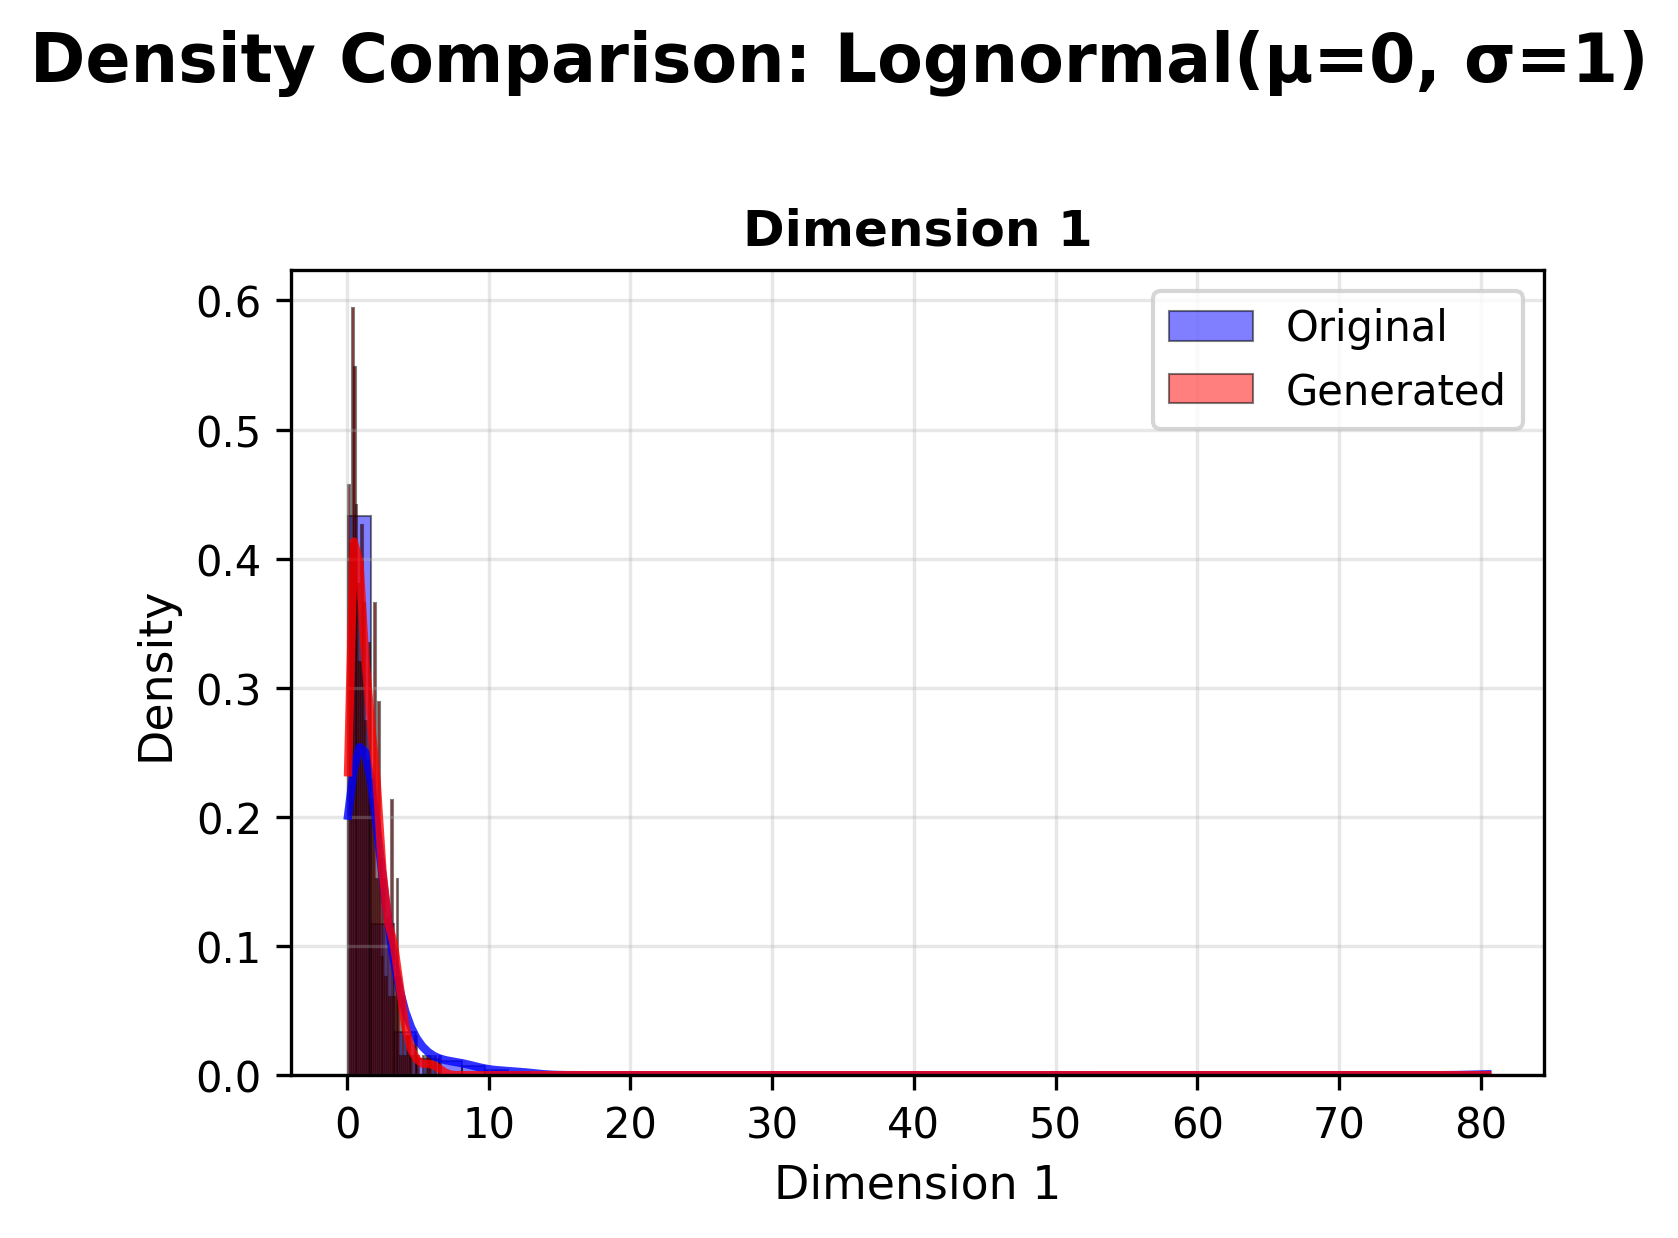 Density Comparison: Lognormal(μ=0, σ=1)
Dimension 1
0.6
0.5
0.4
0.3
0.2
0.1
0.0
Density
Original
Generated
0 10 20 30 40 50 60 70 80
Dimension 1